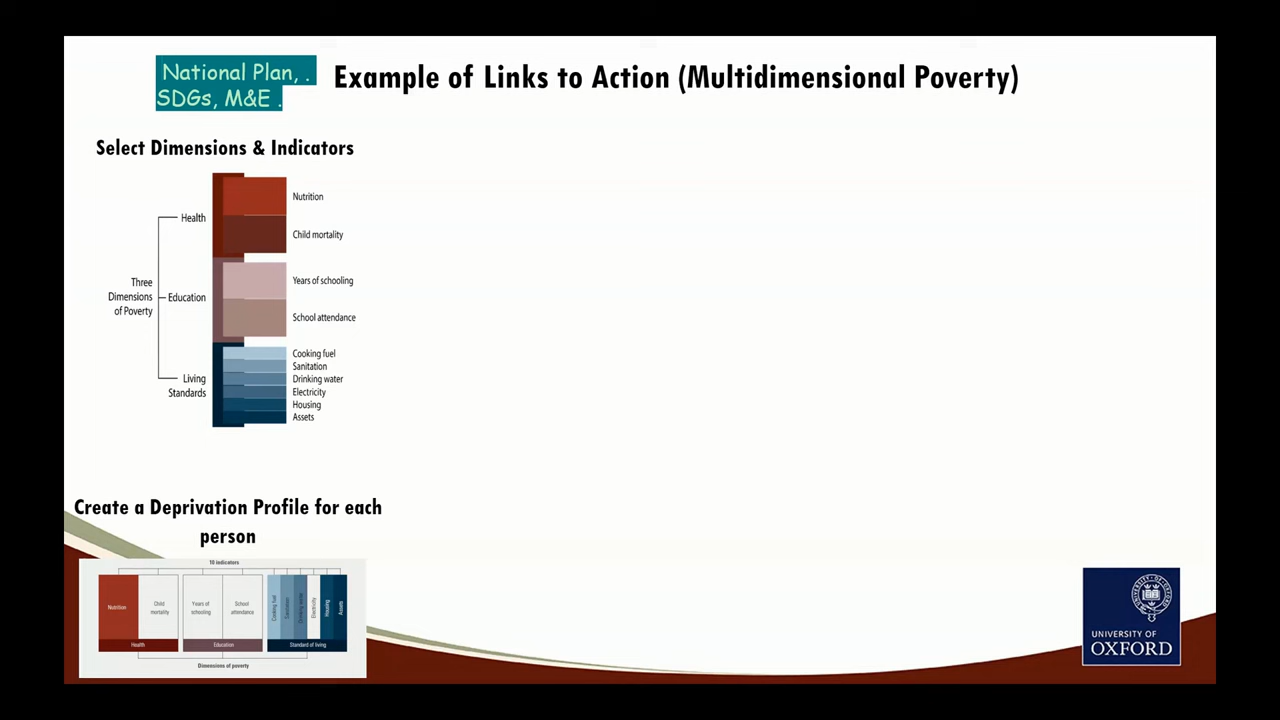 National Plan, .
SDGs, M&E .
Example of Links to Action (Multidimensional Poverty)
Select Dimensions & Indicators
Three
Dimensions
of Poverty
Health
Nutrition
Child mortality
Education
Years of schooling
School attendance
Living
Standards
Cooking fuel
Sanitation
Drinking water
Electricity
Housing
Assets
Create a Deprivation Profile for each
person
10 indicators
Nutrition
Child
mortality
Years of
schooling
School
attendance
Cooking fuel
Sanitation
Drinking water
Electricity
Housing
Assets
Health
Education
Standard of living
Dimensions of poverty
UNIVERSITY OF
OXFORD